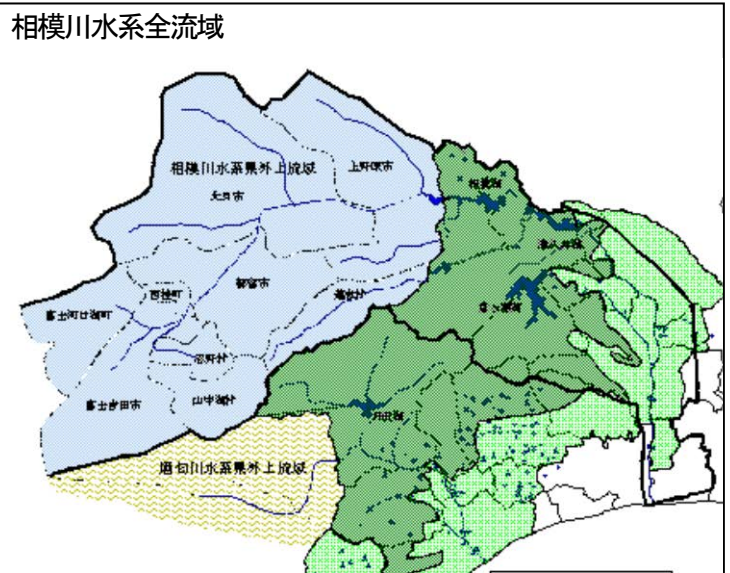 相模川水系全流域
相模川水系県外上流域
上野原市
大月市
相模湖
津久井湖
西桂町
都留市
道志村
宮ヶ瀬湖
富士河口湖町
忍野村
富士吉田市
山中湖村
丹沢湖
酒匂川水系県外上流域